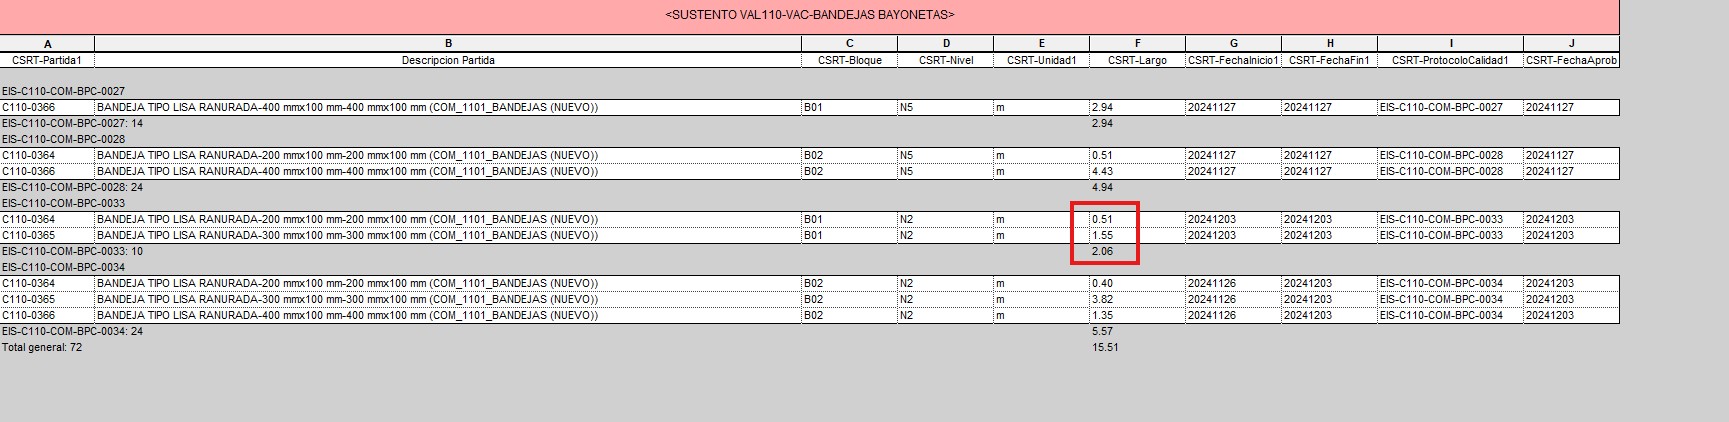 <SUSTENTO VAL110-VAC-BANDEJAS BAYONETAS>
A B C D E F G H I J
CSRT-Partida1 Descripcion Partida CSRT-Bloque CSRT-Nivel CSRT-Unidad1 CSRT-Largo CSRT-FechaInicio1 CSRT-FechaFin1 CSRT-ProtocoloCalidad1 CSRT-FechaAprob
EIS-C110-COM-BPC-0027
C110-0366 BANDEJA TIPO LISA RANURADA-400 mmx100 mm-400 mmx100 mm (COM_1101_BANDEJAS (NUEVO)) B01 N5 m 2.94 20241127 20241127 EIS-C110-COM-BPC-0027 20241127
EIS-C110-COM-BPC-0027: 14 2.94
EIS-C110-COM-BPC-0028
C110-0364 BANDEJA TIPO LISA RANURADA-200 mmx100 mm-200 mmx100 mm (COM_1101_BANDEJAS (NUEVO)) B02 N5 m 0.51 20241127 20241127 EIS-C110-COM-BPC-0028 20241127
C110-0366 BANDEJA TIPO LISA RANURADA-400 mmx100 mm-400 mmx100 mm (COM_1101_BANDEJAS (NUEVO)) B02 N5 m 4.43 20241127 20241127 EIS-C110-COM-BPC-0028 20241127
EIS-C110-COM-BPC-0028: 24 4.94
EIS-C110-COM-BPC-0033
C110-0364 BANDEJA TIPO LISA RANURADA-200 mmx100 mm-200 mmx100 mm (COM_1101_BANDEJAS (NUEVO)) B01 N2 m 0.51 20241203 20241203 EIS-C110-COM-BPC-0033 20241203
C110-0365 BANDEJA TIPO LISA RANURADA-300 mmx100 mm-300 mmx100 mm (COM_1101_BANDEJAS (NUEVO)) B01 N2 m 1.55 20241203 20241203 EIS-C110-COM-BPC-0033 20241203
EIS-C110-COM-BPC-0033: 10 2.06
EIS-C110-COM-BPC-0034
C110-0364 BANDEJA TIPO LISA RANURADA-200 mmx100 mm-200 mmx100 mm (COM_1101_BANDEJAS (NUEVO)) B02 N2 m 0.40 20241126 20241203 EIS-C110-COM-BPC-0034 20241203
C110-0365 BANDEJA TIPO LISA RANURADA-300 mmx100 mm-300 mmx100 mm (COM_1101_BANDEJAS (NUEVO)) B02 N2 m 3.82 20241126 20241203 EIS-C110-COM-BPC-0034 20241203
C110-0366 BANDEJA TIPO LISA RANURADA-400 mmx100 mm-400 mmx100 mm (COM_1101_BANDEJAS (NUEVO)) B02 N2 m 1.35 20241126 20241203 EIS-C110-COM-BPC-0034 20241203
EIS-C110-COM-BPC-0034: 24 5.57
Total general: 72 15.51